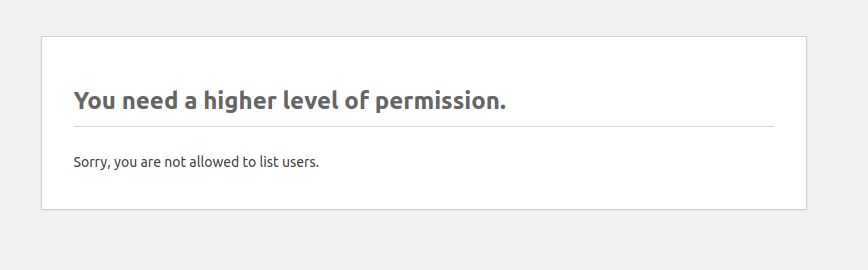 You need a higher level of permission.
Sorry, you are not allowed to list users.